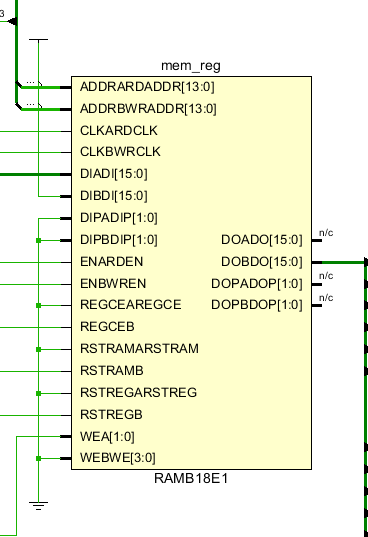 3
mem_reg
ADDRARDADDR[13:0]
ADDRBWRADDR[13:0]
CLKARDCLK
CLKBWRCLK
DIADI[15:0]
DIBDI[15:0]
DIPADIP[1:0]
DIPBDIP[1:0]
ENARDEN
ENBWREN
REGCEAREGCE
REGCEB
RSTRAMARSTRAM
RSTRAMB
RSTREGARSTREG
RSTREGB
WEA[1:0]
WEBWE[3:0]
DOADO[15:0] n/c
DOBDO[15:0]
DOPADOP[1:0] n/c
DOPBDOP[1:0] n/c
RAMB18E1